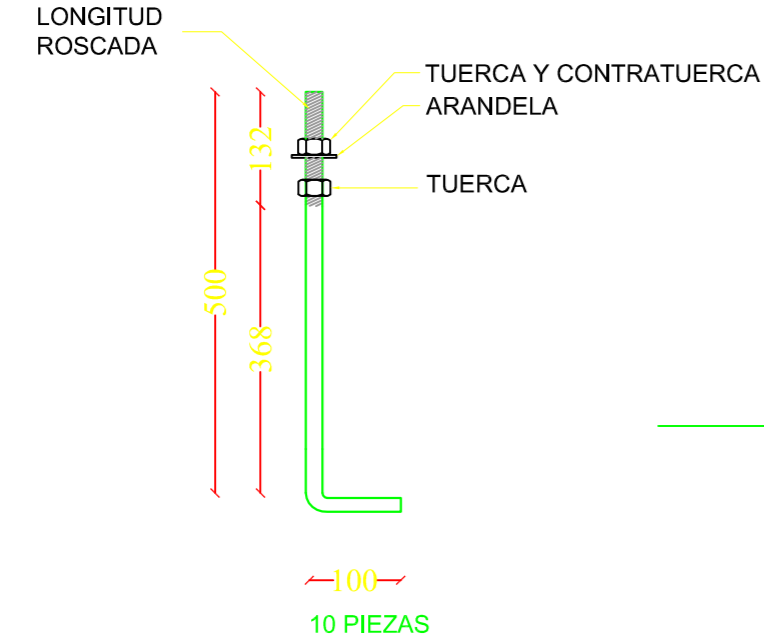 LONGITUD
ROSCADA
TUERCA Y CONTRATUERCA
ARANDELA
132
TUERCA
500
368
100
10 PIEZAS